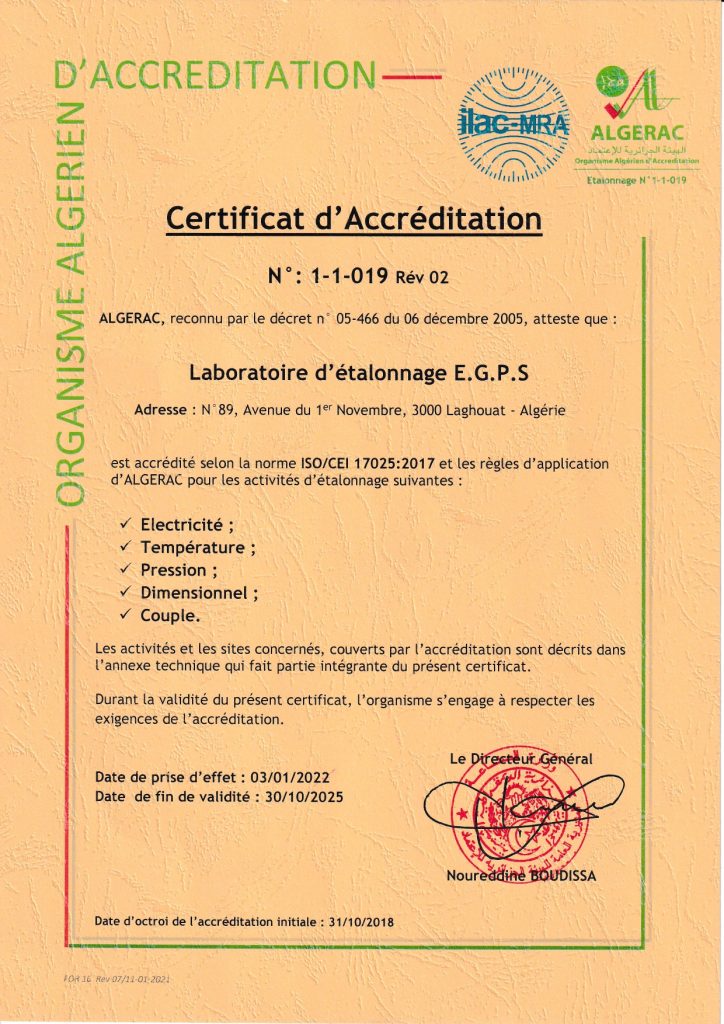 ORGANISME ALGERIEN
D'ACCREDITATION
ilac-MRA
ALGERAC
الهيئة الجزائرية للإعتماد
Organisme Algérien d'Accreditation
Etalonnage N°1-1-019
Certificat d'Accréditation
N°: 1-1-019 Rév 02
ALGERAC, reconnu par le décret n° 05-466 du 06 décembre 2005, atteste que :
Laboratoire d'étalonnage E.G.P.S
Adresse : N°89, Avenue du 1er Novembre, 3000 Laghouat - Algérie
est accrédité selon la norme ISO/CEI 17025:2017 et les règles d'application
d'ALGERAC pour les activités d'étalonnage suivantes :
✓ Electricité ;
✓ Température ;
✓ Pression ;
✓ Dimensionnel ;
✓ Couple.
Les activités et les sites concernés, couverts par l'accréditation sont décrits dans
l'annexe technique qui fait partie intégrante du présent certificat.
Durant la validité du présent certificat, l'organisme s'engage à respecter les
exigences de l'accréditation.
Le Directeur Général
Date de prise d'effet : 03/01/2022
Date de fin de validité : 30/10/2025
Noureddine BOUDISSA
Date d'octroi de l'accréditation initiale : 31/10/2018
FOR 16 Rev 07/11-01-2021